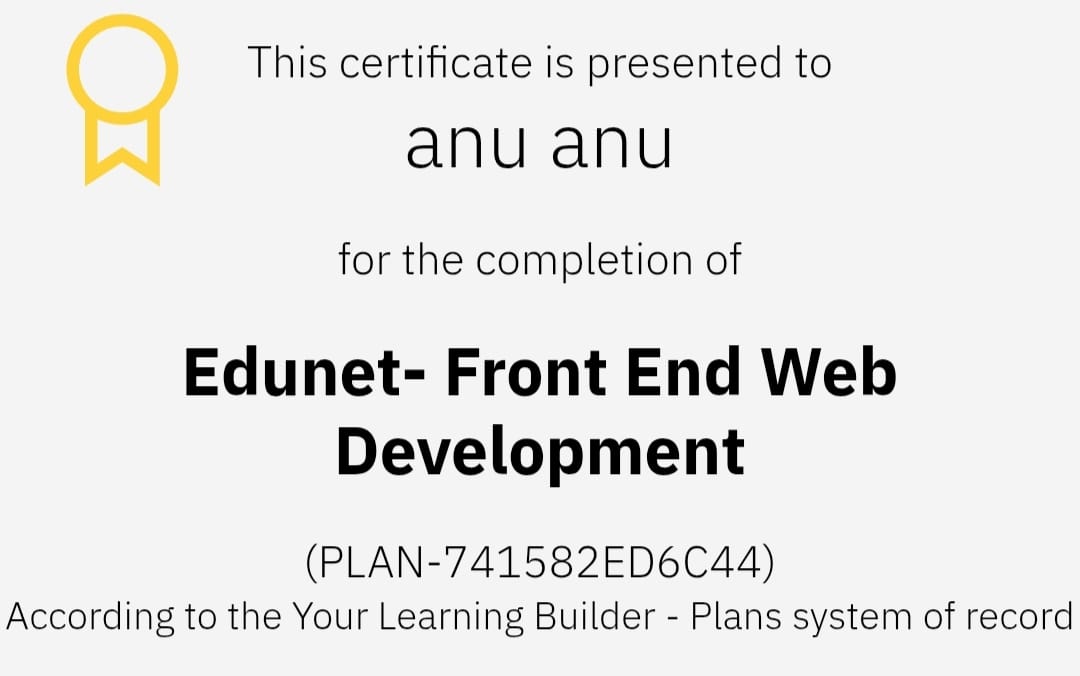 This certificate is presented to
anu anu
for the completion of
Edunet- Front End Web
Development
(PLAN-741582ED6C44)
According to the Your Learning Builder - Plans system of record